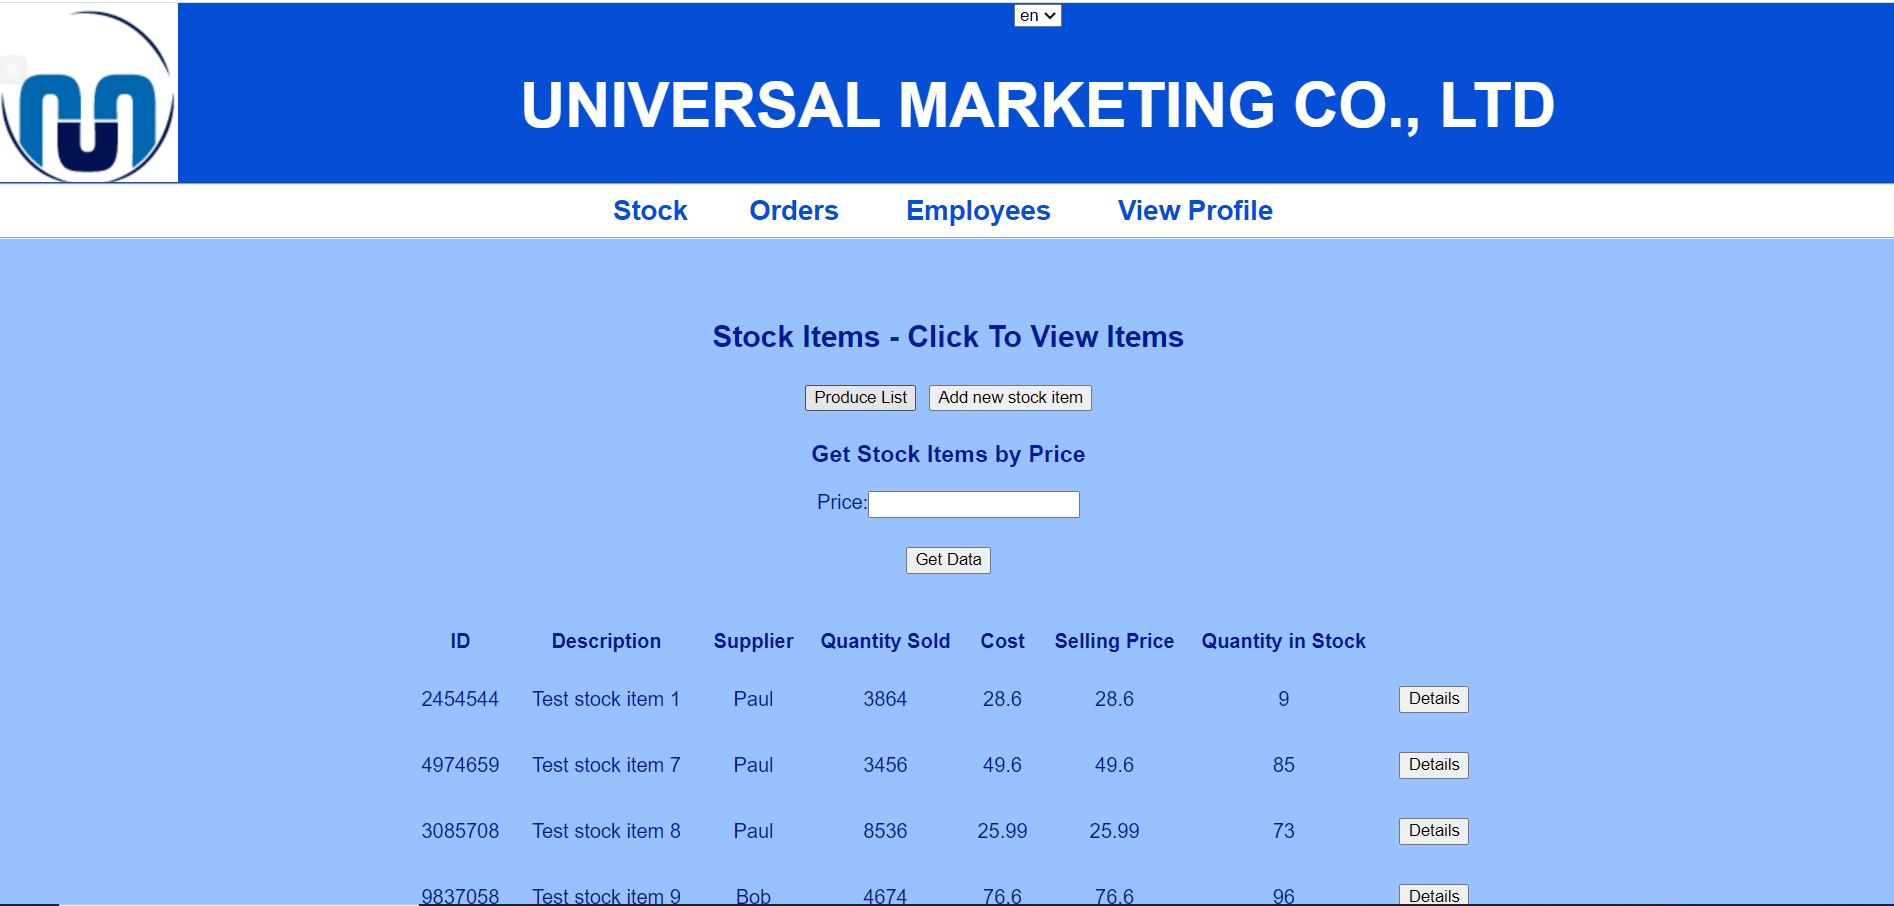 en
UNIVERSAL MARKETING CO., LTD
Stock Orders Employees View Profile
Stock Items - Click To View Items
Produce List Add new stock item
Get Stock Items by Price
Price:
Get Data
ID Description Supplier Quantity Sold Cost Selling Price Quantity in Stock
2454544 Test stock item 1 Paul 3864 28.6 28.6 9 Details
4974659 Test stock item 7 Paul 3456 49.6 49.6 85 Details
3085708 Test stock item 8 Paul 8536 25.99 25.99 73 Details
9837058 Test stock item 9 Bob 4674 76.6 76.6 96 Details